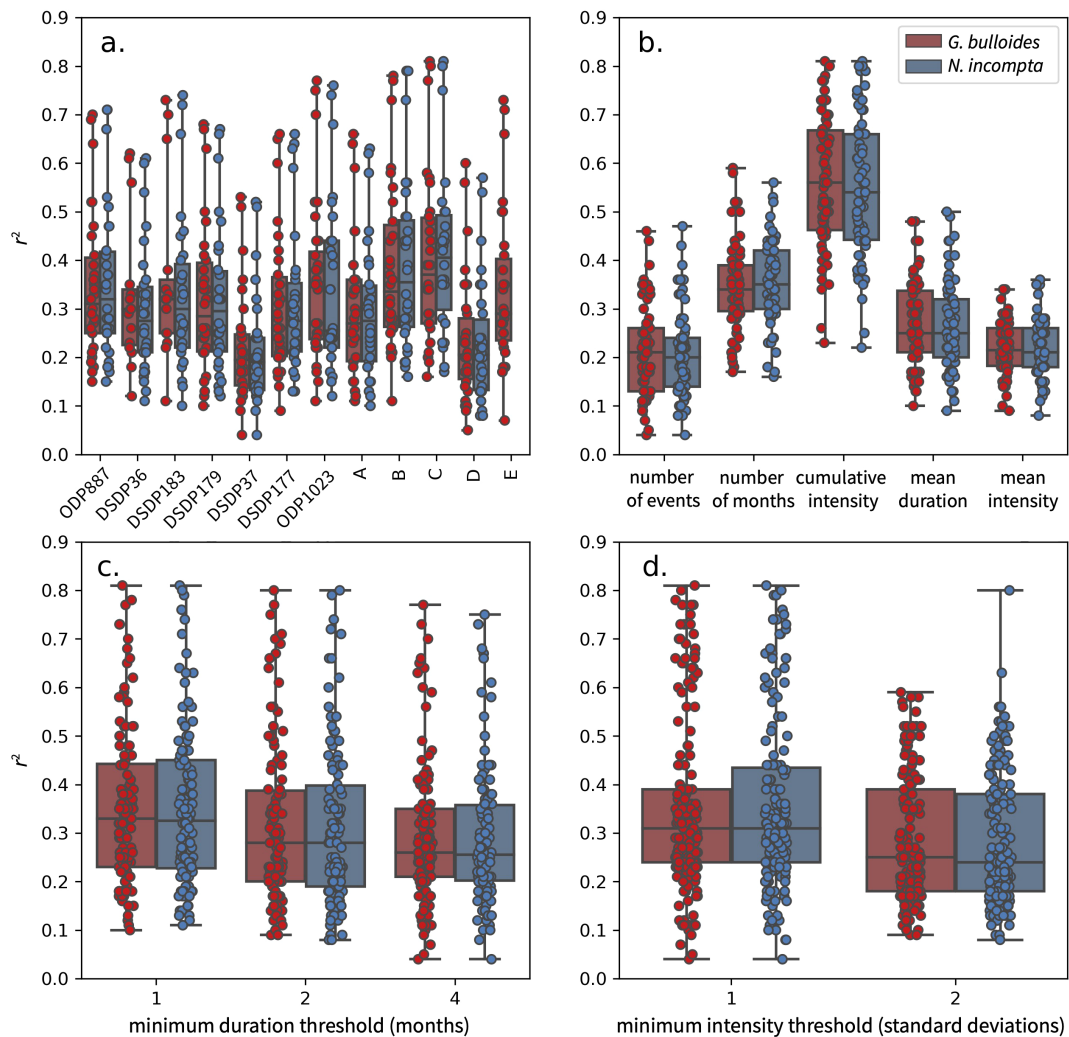 a.
0.9
0.8
0.7
0.6
0.5
0.4
0.3
0.2
0.1
0.0
r²
ODP887
DSDP36
DSDP183
DSDP179
DSDP37
DSDP177
ODP1023
A
B
C
D
E
b.
G. bulloides
N. incompta
0.9
0.8
0.7
0.6
0.5
0.4
0.3
0.2
0.1
0.0
number
of events
number
of months
cumulative
intensity
mean
duration
mean
intensity
c.
0.9
0.8
0.7
0.6
0.5
0.4
0.3
0.2
0.1
0.0
r²
1
2
4
minimum duration threshold (months)
d.
0.9
0.8
0.7
0.6
0.5
0.4
0.3
0.2
0.1
0.0
1
2
minimum intensity threshold (standard deviations)